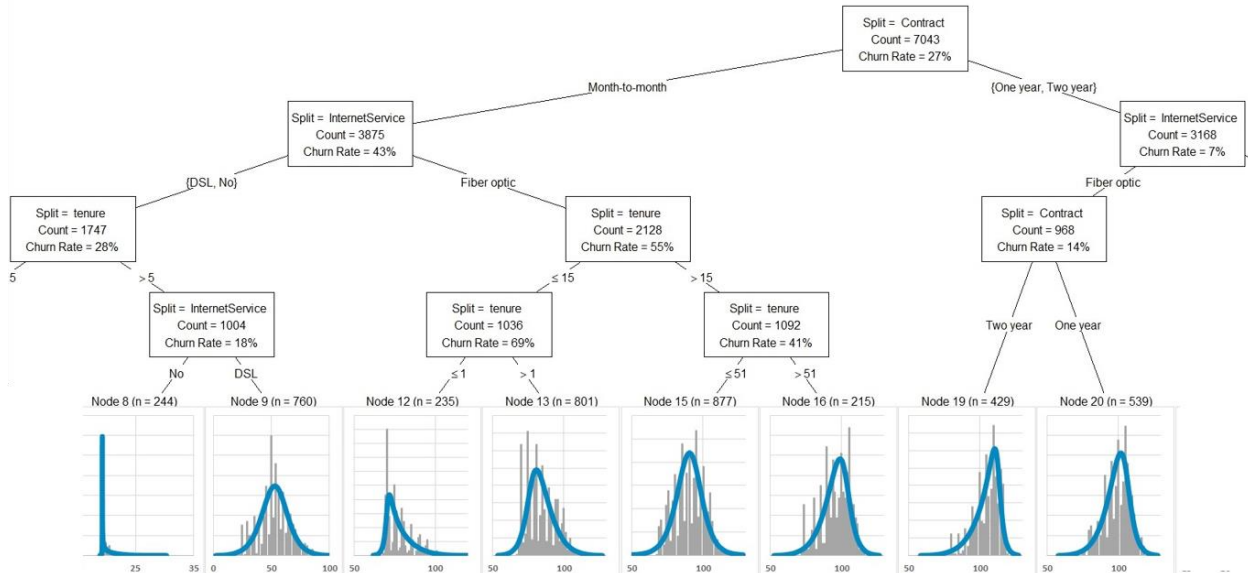 Split = Contract
Count = 7043
Churn Rate = 27%
Month-to-month
{One year, Two year}
Split = InternetService
Count = 3875
Churn Rate = 43%
Split = InternetService
Count = 3168
Churn Rate = 7%
{DSL, No}
Fiber optic
Fiber optic
Split = tenure
Count = 1747
Churn Rate = 28%
Split = tenure
Count = 2128
Churn Rate = 55%
Split = Contract
Count = 968
Churn Rate = 14%
5
> 5
≤ 15
> 15
Split = InternetService
Count = 1004
Churn Rate = 18%
Split = tenure
Count = 1036
Churn Rate = 69%
Split = tenure
Count = 1092
Churn Rate = 41%
Two year
One year
No
DSL
≤ 1
> 1
≤ 51
> 51
Node 8 (n = 244)
Node 9 (n = 760)
Node 12 (n = 235)
Node 13 (n = 801)
Node 15 (n = 877)
Node 16 (n = 215)
Node 19 (n = 429)
Node 20 (n = 539)
25 35
0 50 100
50 100
50 100
50 100
50 100
50 100
50 100